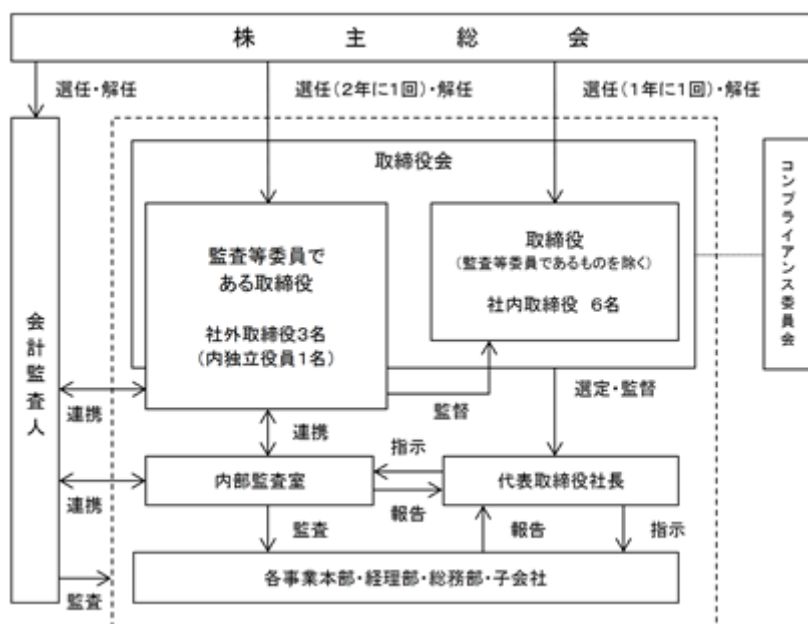 株主総会
選任・解任
選任(2年に1回)・解任
選任(1年に1回)・解任
取締役会
監査等委員で
ある取締役
社外取締役3名
(内独立役員1名)
取締役
(監査等委員であるものを除く)
社内取締役 6名
コンプライアンス委員会
会計監査人
連携
監督
選定・監督
連携
指示
内部監査室
代表取締役社長
連携
報告
監査
報告
指示
各事業本部・経理部・総務部・子会社
監査